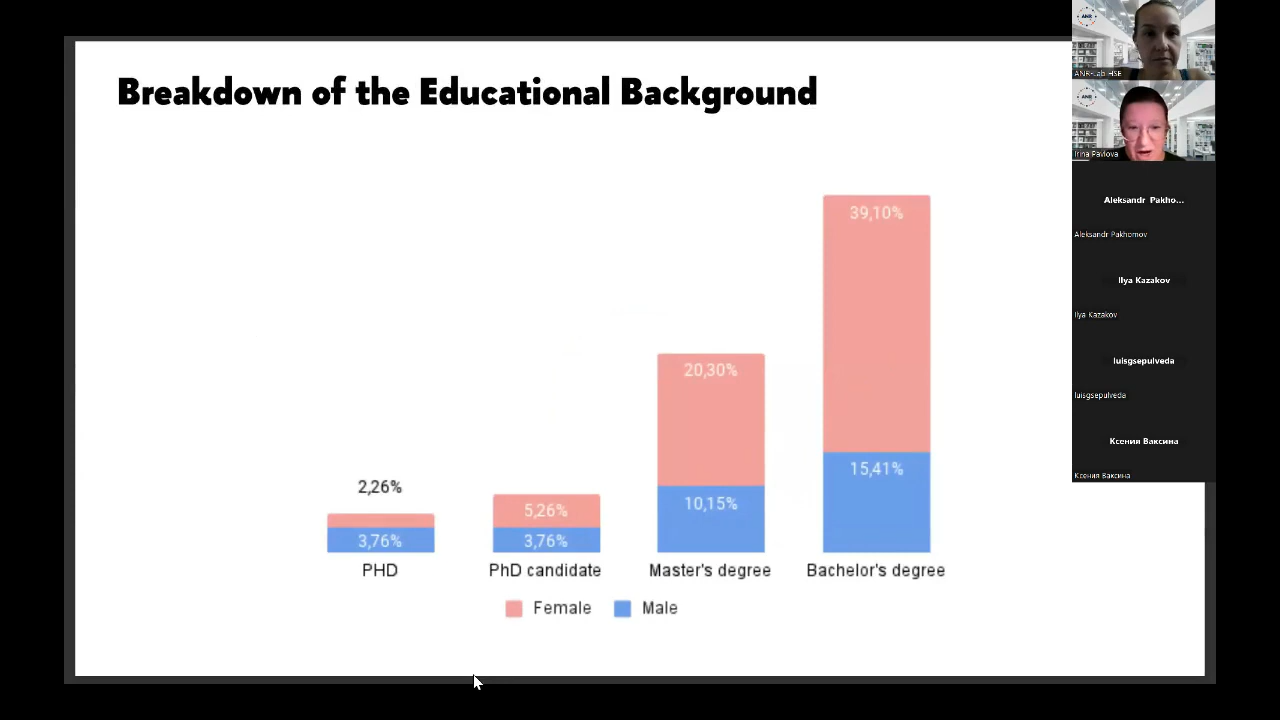 Breakdown of the Educational Background
39,10%
20,30%
15,41%
2,26%
10,15%
5,26%
3,76%
3,76%
PHD
PhD candidate
Master's degree
Bachelor's degree
Female
Male
ANR
ANR-Lab HSE
ANR
Irina Pavlova
Aleksandr Pakho...
Aleksandr Pakhomov
Ilya Kazakov
Ilya Kazakov
luisgsepulveda
luisgsepulveda
Ксения Ваксина
Ксения Ваксина